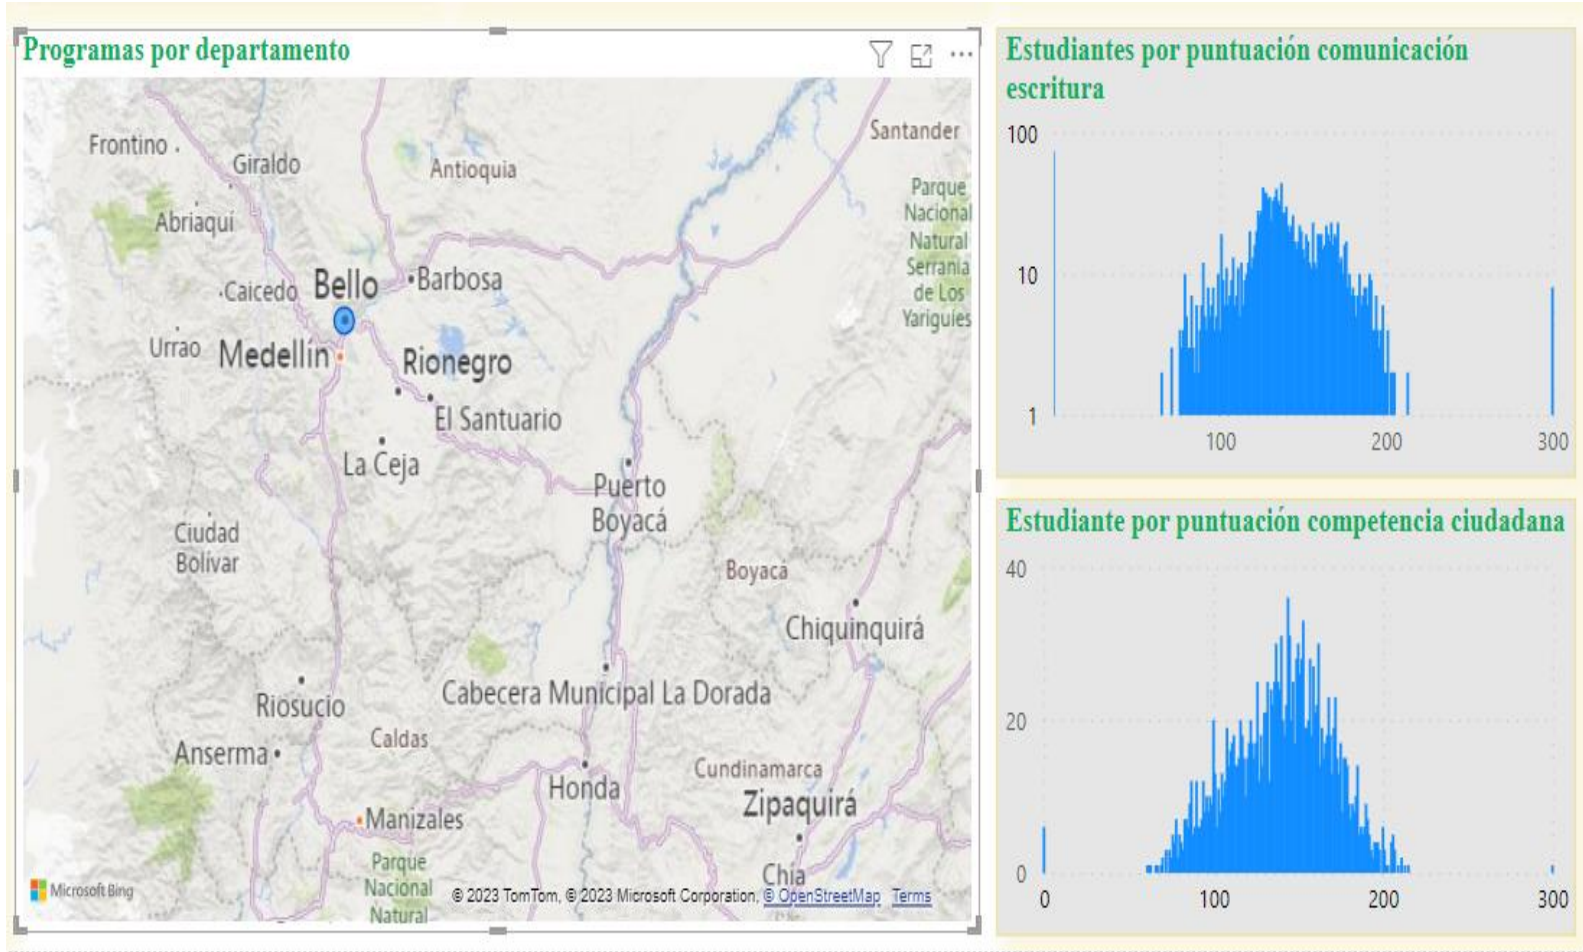 Programas por departamento
Frontino
Giraldo
Antioquia
Santander
Abriaquí
Parque
Nacional
Natural
Serrania
de Los
Yariguíes
Caicedo
Bello
Barbosa
Urrao
Medellín
Rionegro
El Santuario
La Ceja
Puerto
Boyacá
Ciudad
Bolívar
Boyacá
Chiquinquirá
Riosucio
Cabecera Municipal La Dorada
Anserma
Caldas
Honda
Cundinamarca
Zipaquirá
Manizales
Parque
Nacional
Natural
Chía
Microsoft Bing
© 2023 TomTom, © 2023 Microsoft Corporation, © OpenStreetMap Terms
Estudiantes por puntuación comunicación
escritura
100
10
1
100 200 300
Estudiante por puntuación competencia ciudadana
40
20
0
0 100 200 300